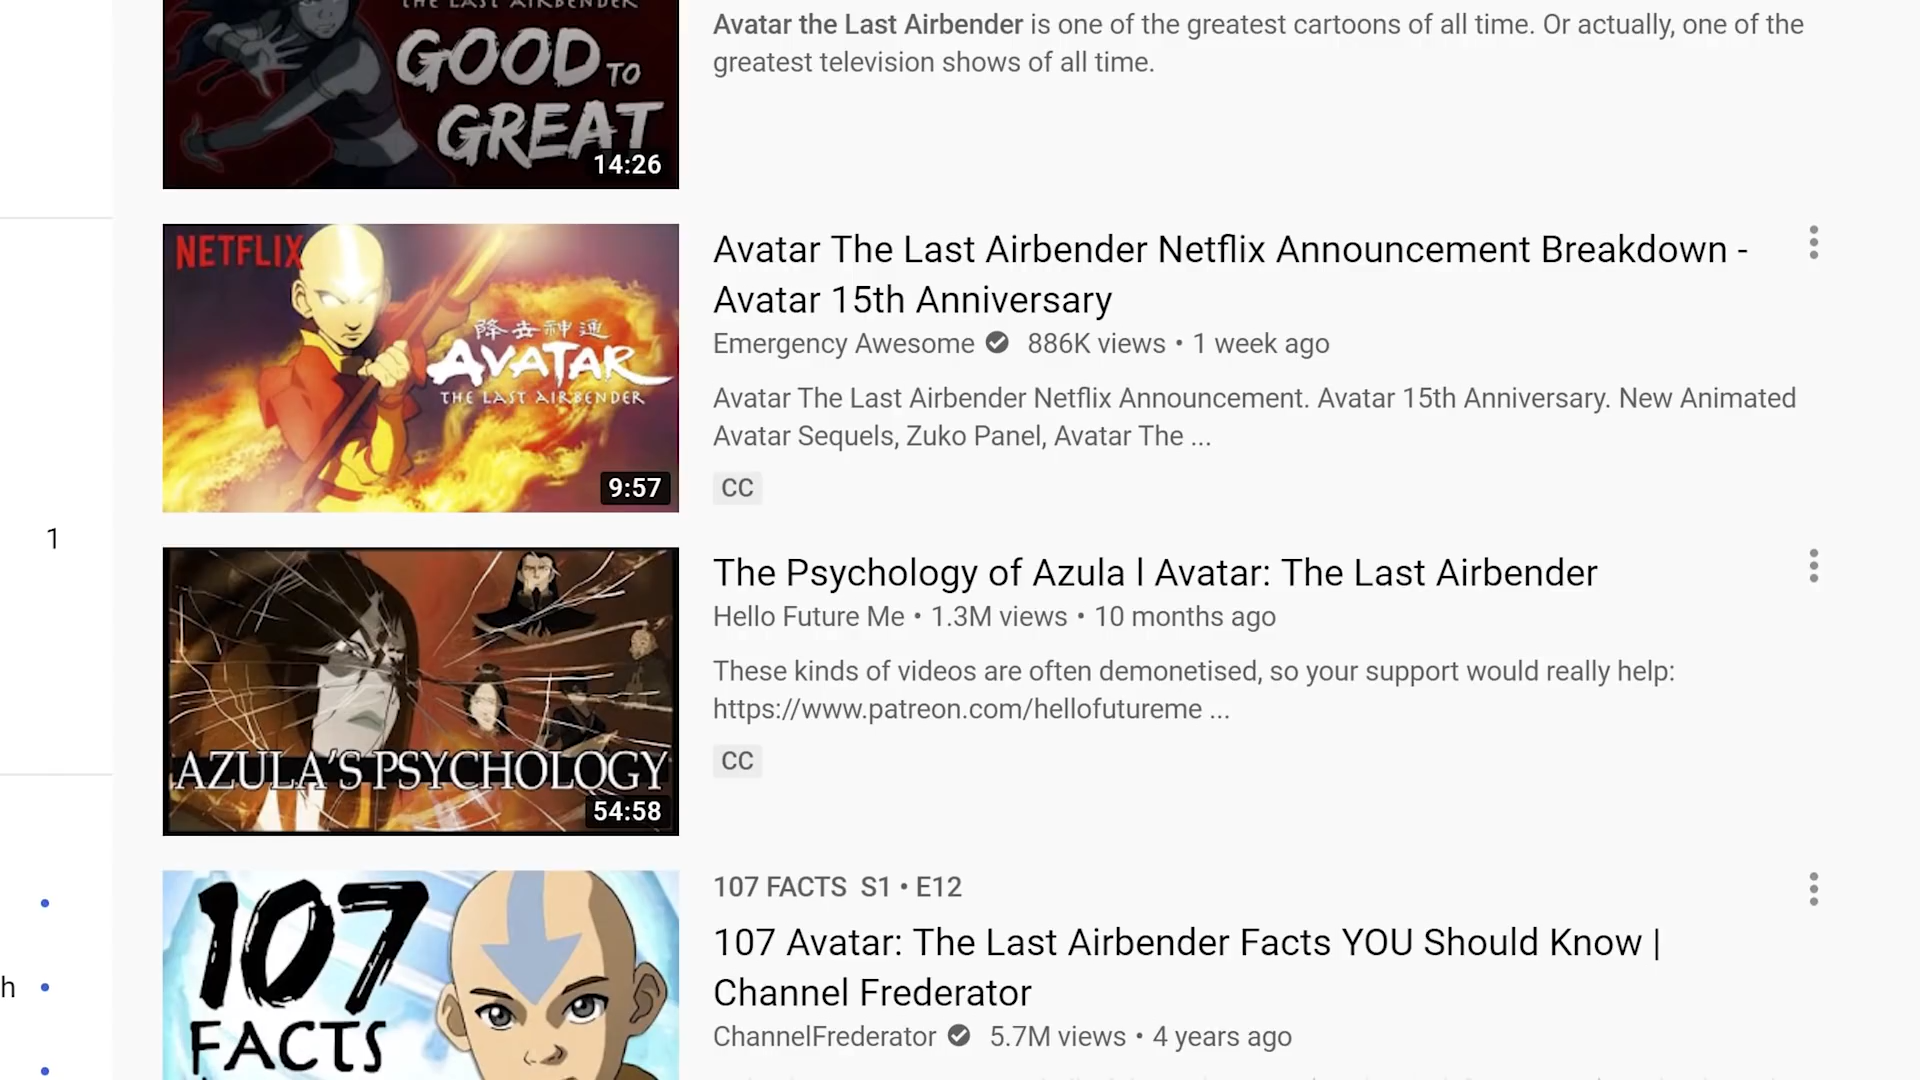 THE LAST AIRBENDER
GOOD TO
GREAT
14:26
Avatar the Last Airbender is one of the greatest cartoons of all time. Or actually, one of the
greatest television shows of all time.
NETFLIX
降去神通
AVATAR
THE LAST AIRBENDER
9:57
Avatar The Last Airbender Netflix Announcement Breakdown -
Avatar 15th Anniversary
Emergency Awesome 886K views • 1 week ago
Avatar The Last Airbender Netflix Announcement. Avatar 15th Anniversary. New Animated
Avatar Sequels, Zuko Panel, Avatar The ...
CC
1
AZULA'S PSYCHOLOGY
54:58
The Psychology of Azula l Avatar: The Last Airbender
Hello Future Me • 1.3M views • 10 months ago
These kinds of videos are often demonetised, so your support would really help:
https://www.patreon.com/hellofutureme ...
CC
h
107
FACTS
107 FACTS S1 • E12
107 Avatar: The Last Airbender Facts YOU Should Know |
Channel Frederator
ChannelFrederator 5.7M views • 4 years ago